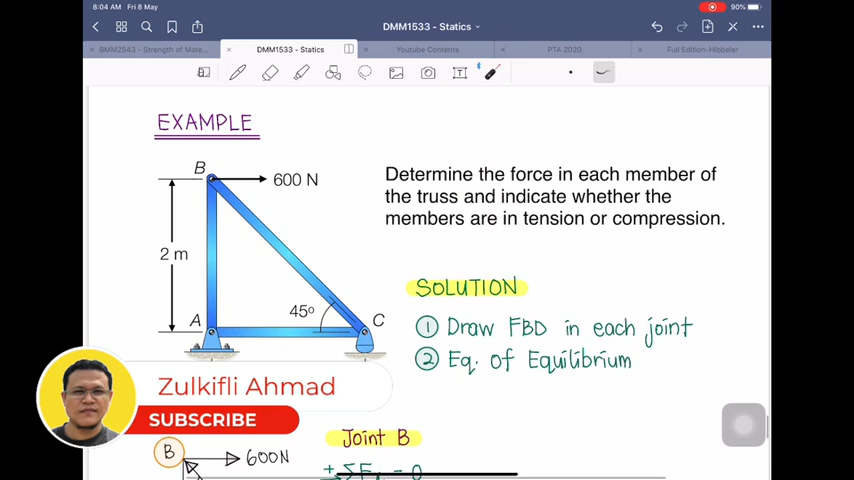 8:04 AM Fri 8 May
90%
DMM1533 - Statics
BMM2543 - Strength of Mate...
DMM1533 - Statics
Youtube Contents
PTA 2020
Full Edition-Hibbeler
EXAMPLE
B
600 N
2 m
45º
A
C
Determine the force in each member of
the truss and indicate whether the
members are in tension or compression.
SOLUTION
① Draw FBD in each joint
② Eq. of Equilibrium
Zulkifli Ahmad
SUBSCRIBE
Joint B
B
600N